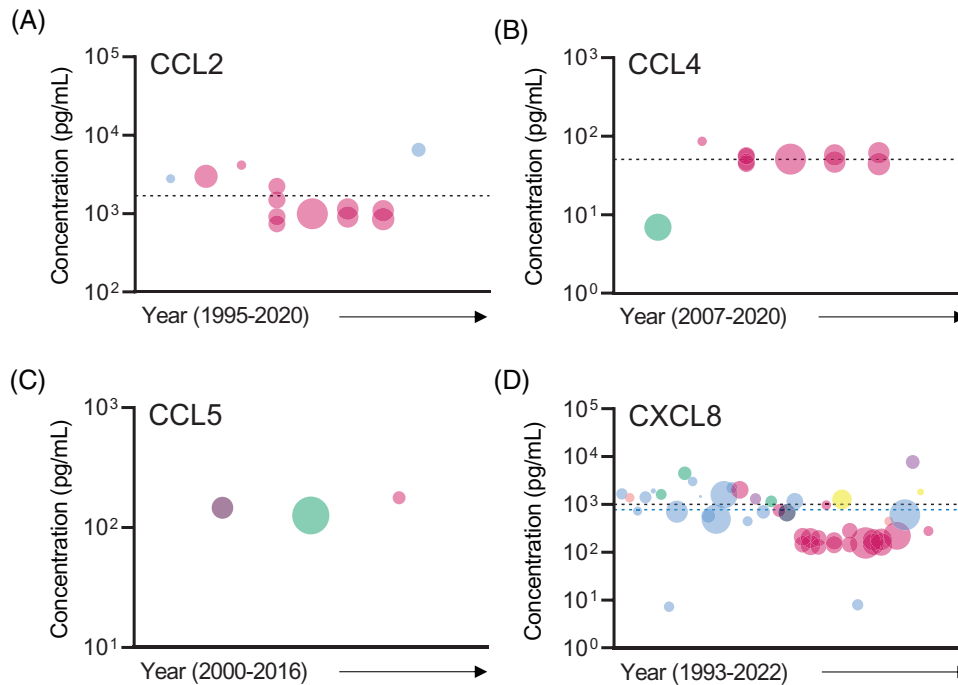 (A)
CCL2
Concentration (pg/mL)
10⁵
10⁴
10³
10²
Year (1995-2020)
(B)
CCL4
Concentration (pg/mL)
10³
10²
10¹
10⁰
Year (2007-2020)
(C)
CCL5
Concentration (pg/mL)
10³
10²
10¹
Year (2000-2016)
(D)
CXCL8
Concentration (pg/mL)
10⁵
10⁴
10³
10²
10¹
10⁰
Year (1993-2022)